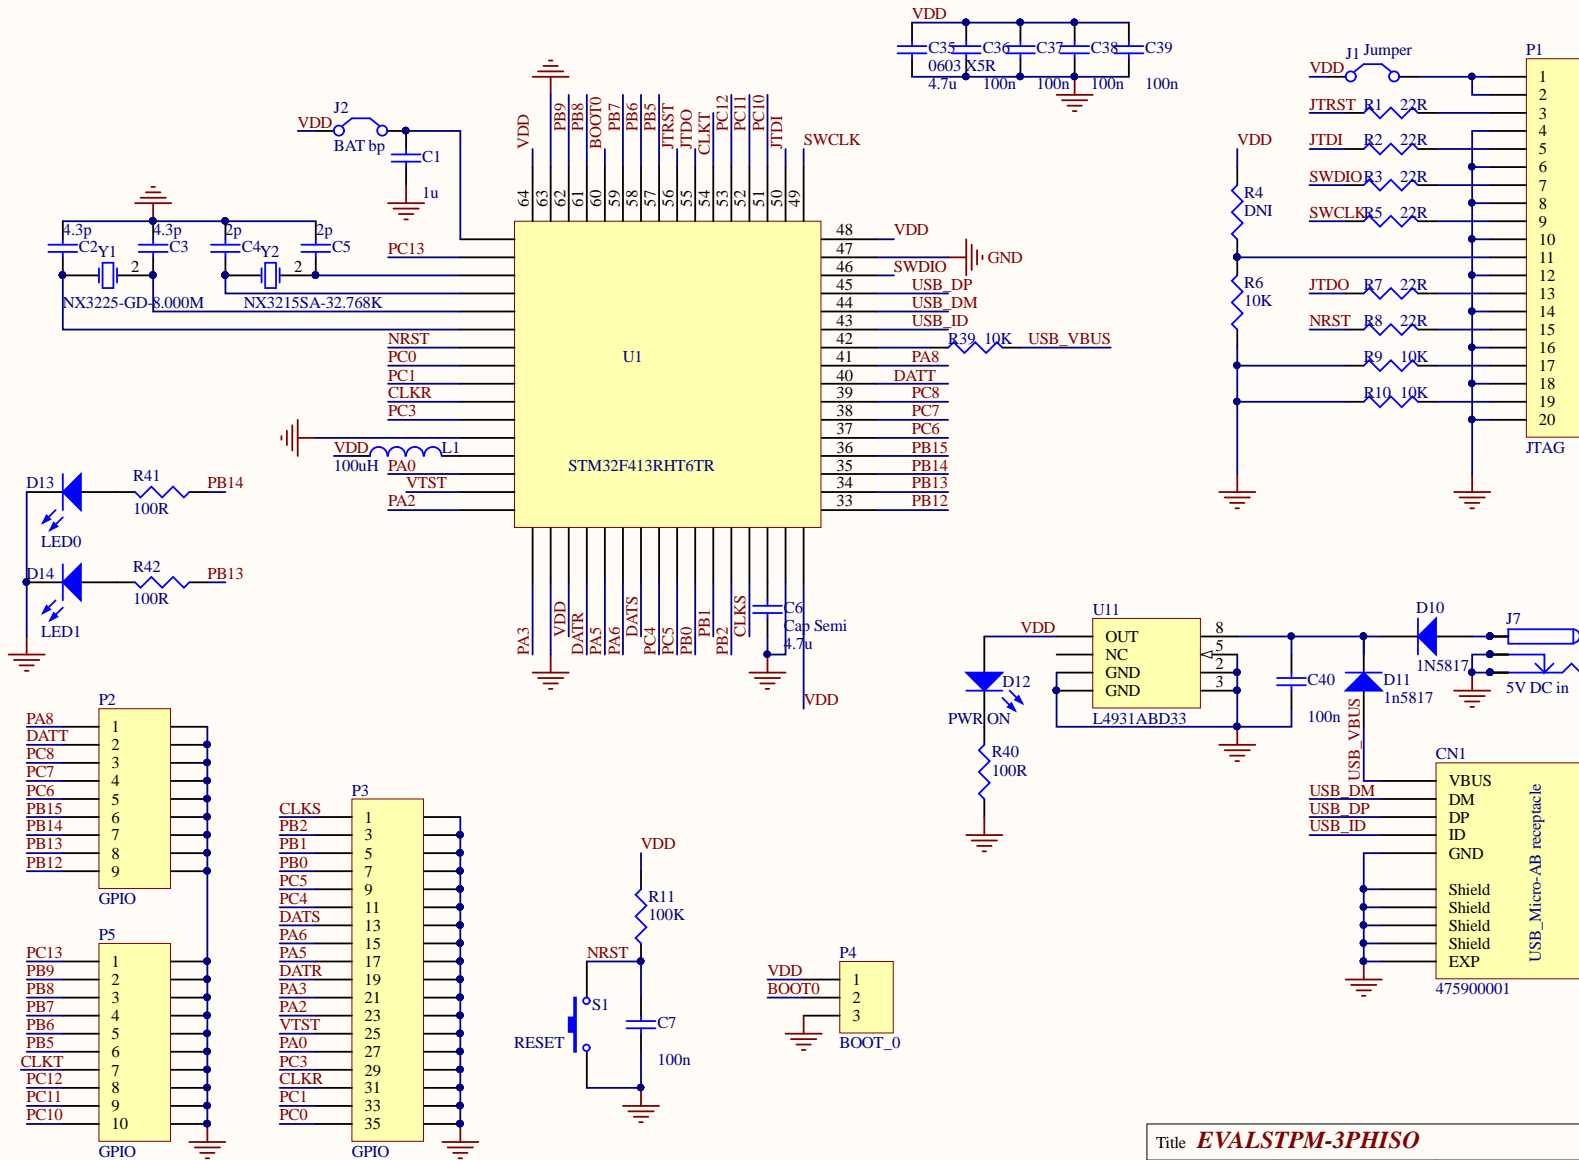 VDD
C35 C36 C37 C38 C39
0603 X5R
4.7u 100n 100n 100n 100n
J2
VDD
BAT bp
C1
1u
4.3p 4.3p 2p 2p
C2 Y1 C3 C4 Y2 C5
2 2
NX3225-GD-8.000M NX3215SA-32.768K
VDD PB9 PB8 BOOT0 PB7 PB6 PB5 JTRST JTDO CLKT PC12 PC11 PC10 JTDI SWCLK
64 63 62 61 60 59 58 57 56 55 54 53 52 51 50 49
PC13
NRST
PC0
PC1
CLKR
PC3
VDD L1
100uH PA0
VTST
PA2
U1
STM32F413RHT6TR
48 VDD
47 GND
46 SWDIO
45 USB_DP
44 USB_DM
43 USB_ID
42 R39 10K USB_VBUS
41 PA8
40 DATT
39 PC8
38 PC7
37 PC6
36 PB15
35 PB14
34 PB13
33 PB12
PA3 VDD DATR PA5 PA6 DATS PC4 PC5 PB0 PB1 PB2 CLKS
C6
Cap Semi
4.7u
VDD
J1 Jumper
VDD
JTRST R1 22R
JTDI R2 22R
SWDIO R3 22R
SWCLK R5 22R
JTDO R7 22R
NRST R8 22R
R9 10K
R10 10K
VDD
R4
DNI
R6
10K
P1
1
2
3
4
5
6
7
8
9
10
11
12
13
14
15
16
17
18
19
20
JTAG
D13 R41 PB14
100R
LED0
D14 R42 PB13
100R
LED1
VDD
D12
PWR ON
R40
100R
U11
OUT 8
NC 5
GND 2
GND 3
L4931ABD33
C40
100n
D10
1N5817
D11
1n5817
USB_VBUS
J7
5V DC in
CN1
USB_DM
USB_DP
USB_ID
VBUS
DM
DP
ID
GND
Shield
Shield
Shield
Shield
EXP
USB_Micro-AB receptacle
475900001
P2
PA8 1
DATT 2
PC8 3
PC7 4
PC6 5
PB15 6
PB14 7
PB13 8
PB12 9
GPIO
P5
PC13 1
PB9 2
PB8 3
PB7 4
PB6 5
PB5 6
CLKT 7
PC12 8
PC11 9
PC10 10
GPIO
P3
CLKS 1
PB2 3
PB1 5
PB0 7
PC5 9
PC4 11
DATS 13
PA6 15
PA5 17
DATR 19
PA3 21
PA2 23
VTST 25
PA0 27
PC3 29
CLKR 31
PC1 33
PC0 35
GPIO
VDD
R11
100K
NRST
S1
RESET
C7
100n
P4
VDD 1
BOOT0 2
3
BOOT_0
Title EVALSTPM-3PHISO